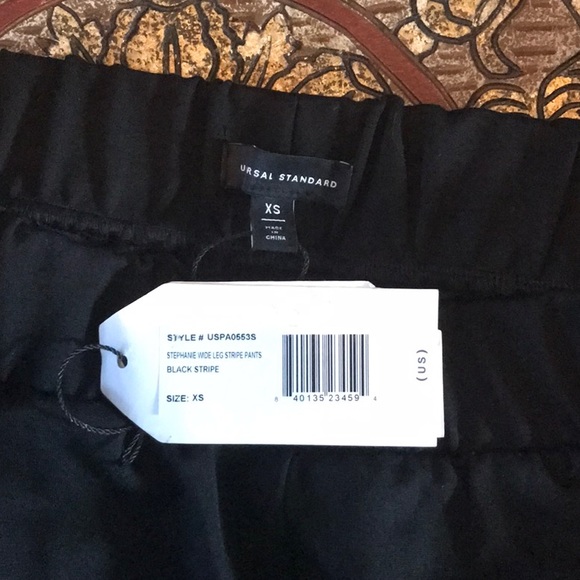 URSAL STANDARD
XS
MADE
IN
CHINA
STYLE # USPA0553S
STEPHANIE WIDE LEG STRIPE PANTS
BLACK STRIPE
SIZE: XS
8 40135 23459 4
(US)